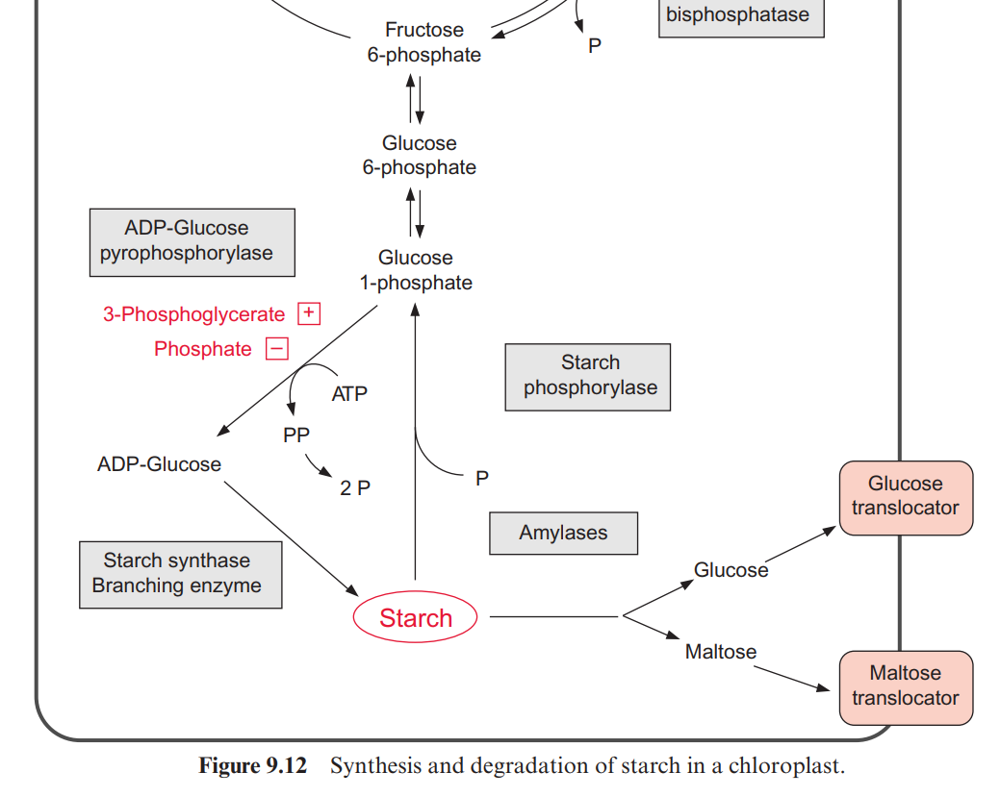 bisphosphatase
Fructose
6-phosphate
P
Glucose
6-phosphate
ADP-Glucose
pyrophosphorylase
Glucose
1-phosphate
3-Phosphoglycerate +
Phosphate −
Starch
phosphorylase
ATP
PP
ADP-Glucose
2 P
P
Glucose
translocator
Amylases
Starch synthase
Branching enzyme
Glucose
Starch
Maltose
Maltose
translocator
Figure 9.12 Synthesis and degradation of starch in a chloroplast.